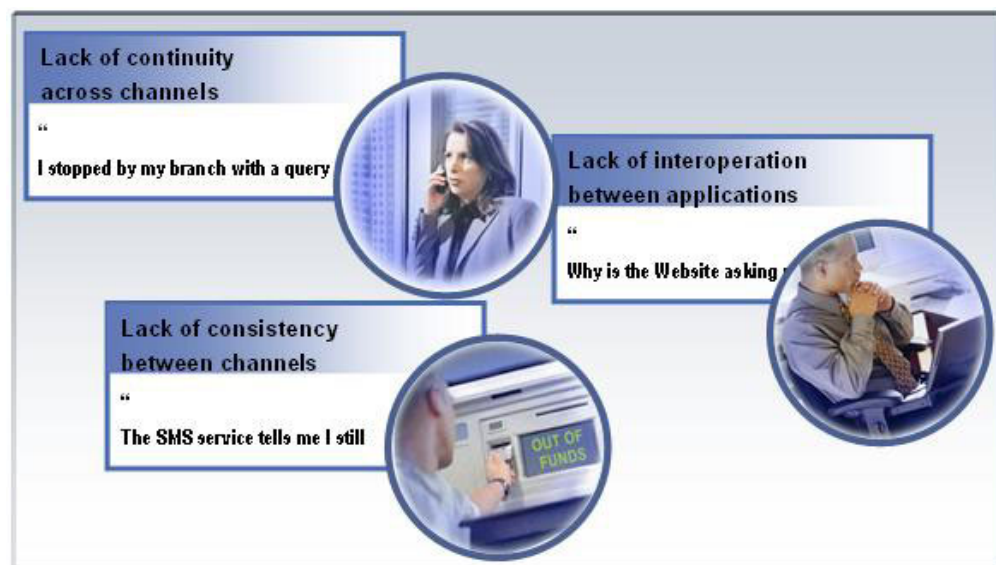 Lack of continuity
across channels
“
I stopped by my branch with a query
Lack of interoperation
between applications
“
Why is the Website asking
Lack of consistency
between channels
“
The SMS service tells me I still
OUT OF
FUNDS